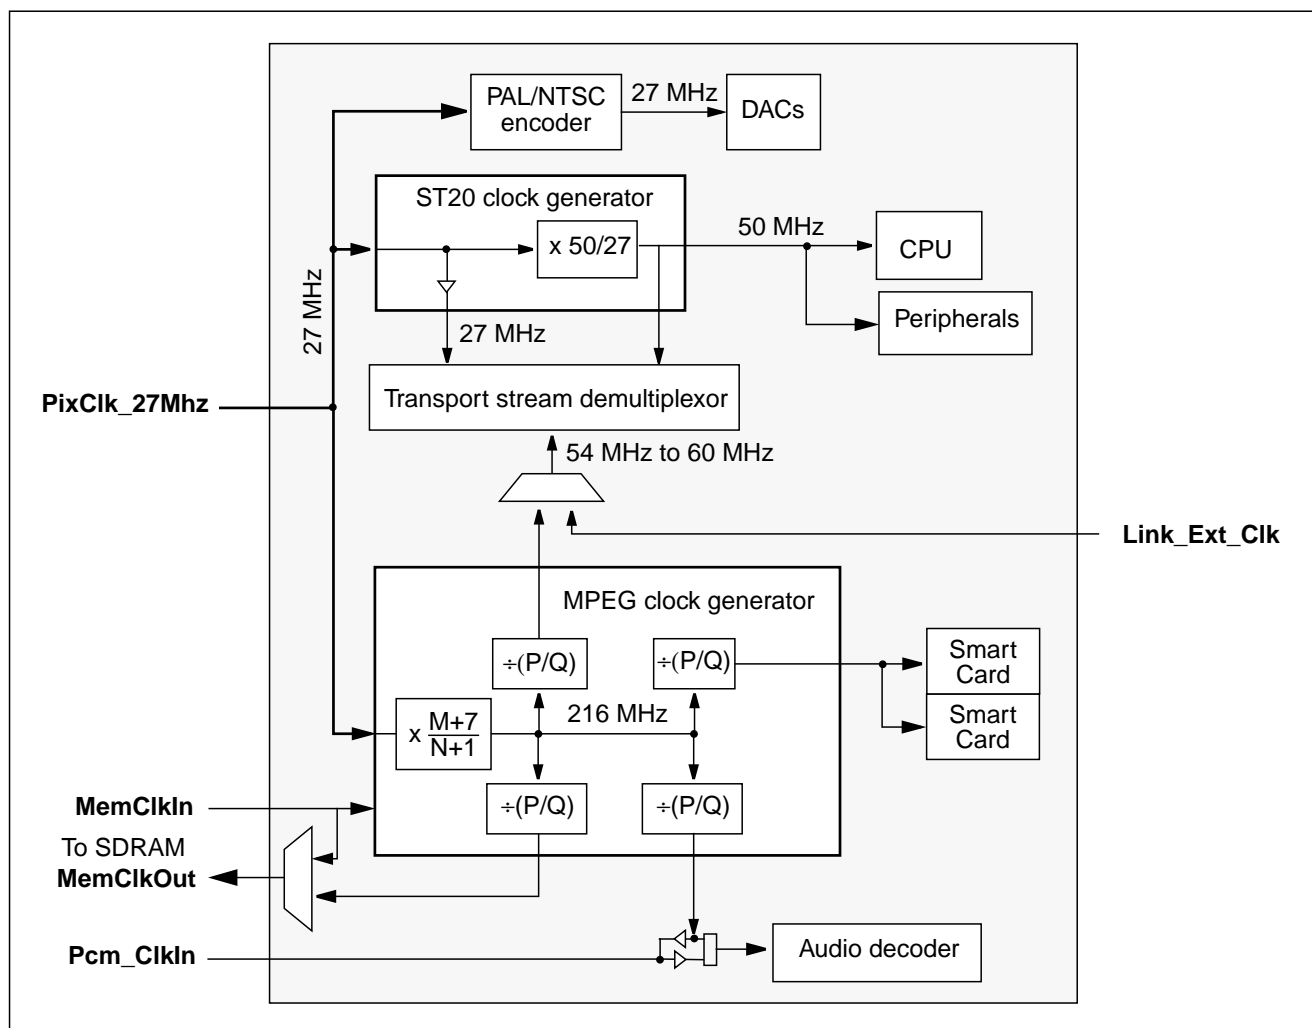 PAL/NTSC
encoder
27 MHz
DACs
ST20 clock generator
x 50/27
50 MHz
CPU
Peripherals
27 MHz
27 MHz
Transport stream demultiplexor
PixClk_27Mhz
54 MHz to 60 MHz
Link_Ext_Clk
MPEG clock generator
÷(P/Q)
÷(P/Q)
Smart
Card
Smart
Card
x M+7
N+1
216 MHz
÷(P/Q)
÷(P/Q)
MemClkIn
To SDRAM
MemClkOut
Pcm_ClkIn
Audio decoder